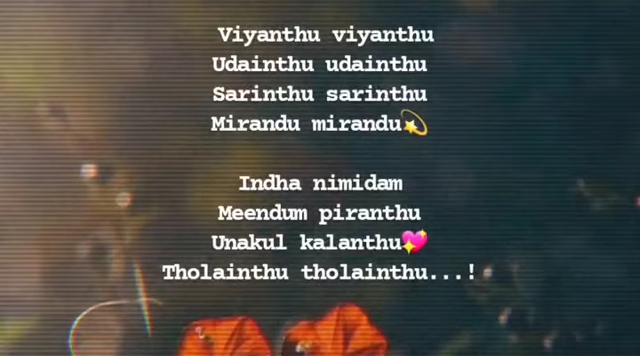 Viyanthu viyanthu
Udainthu udainthu
Sarinthu sarinthu
Mirandu mirandu💫
Indha nimidam
Meendum piranthu
Unakul kalanthu💖
Tholainthu tholainthu...!